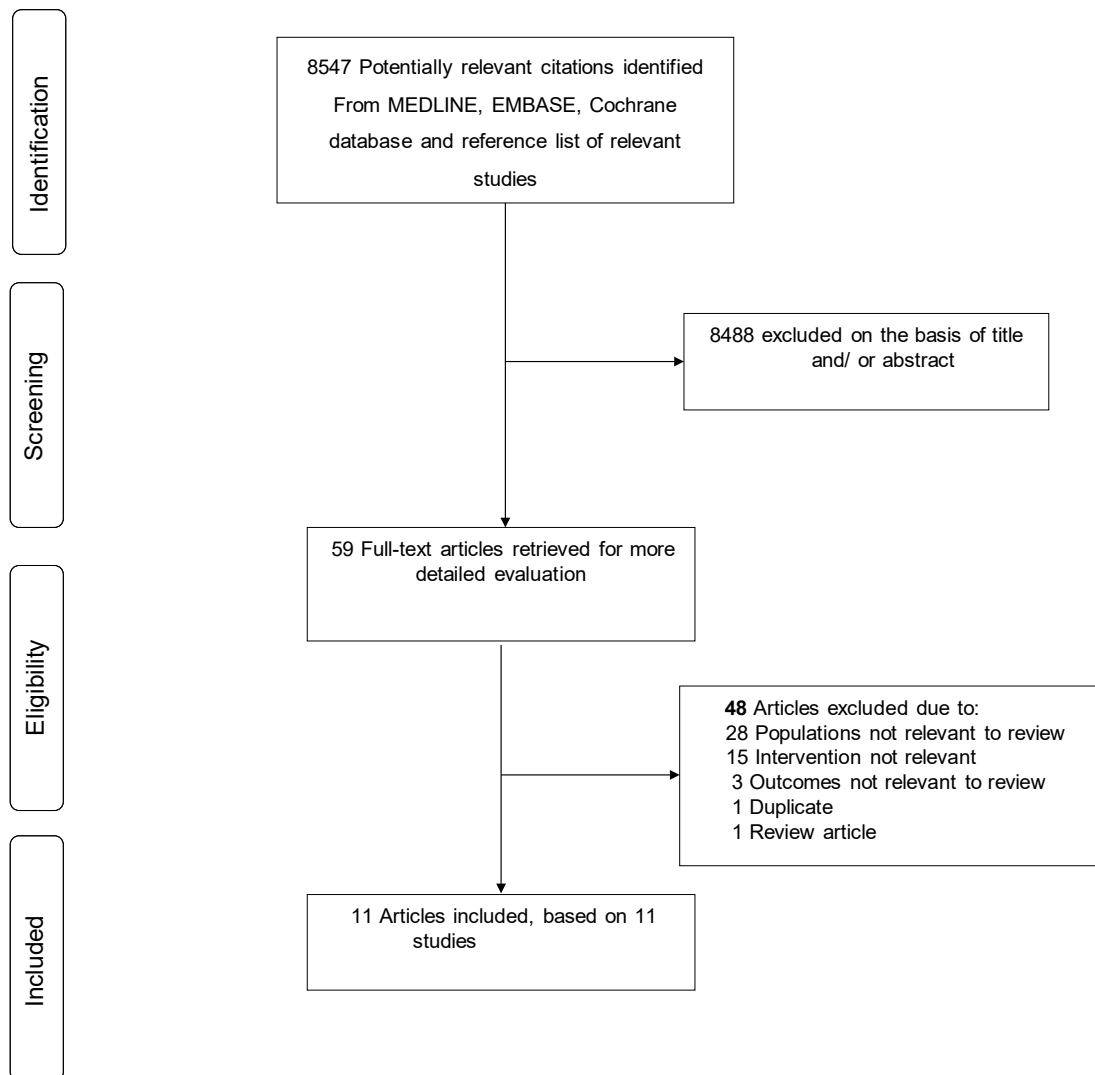 Identification
8547 Potentially relevant citations identified
From MEDLINE, EMBASE, Cochrane
database and reference list of relevant
studies
Screening
8488 excluded on the basis of title
and/ or abstract
59 Full-text articles retrieved for more
detailed evaluation
Eligibility
48 Articles excluded due to:
28 Populations not relevant to review
15 Intervention not relevant
3 Outcomes not relevant to review
1 Duplicate
1 Review article
Included
11 Articles included, based on 11
studies